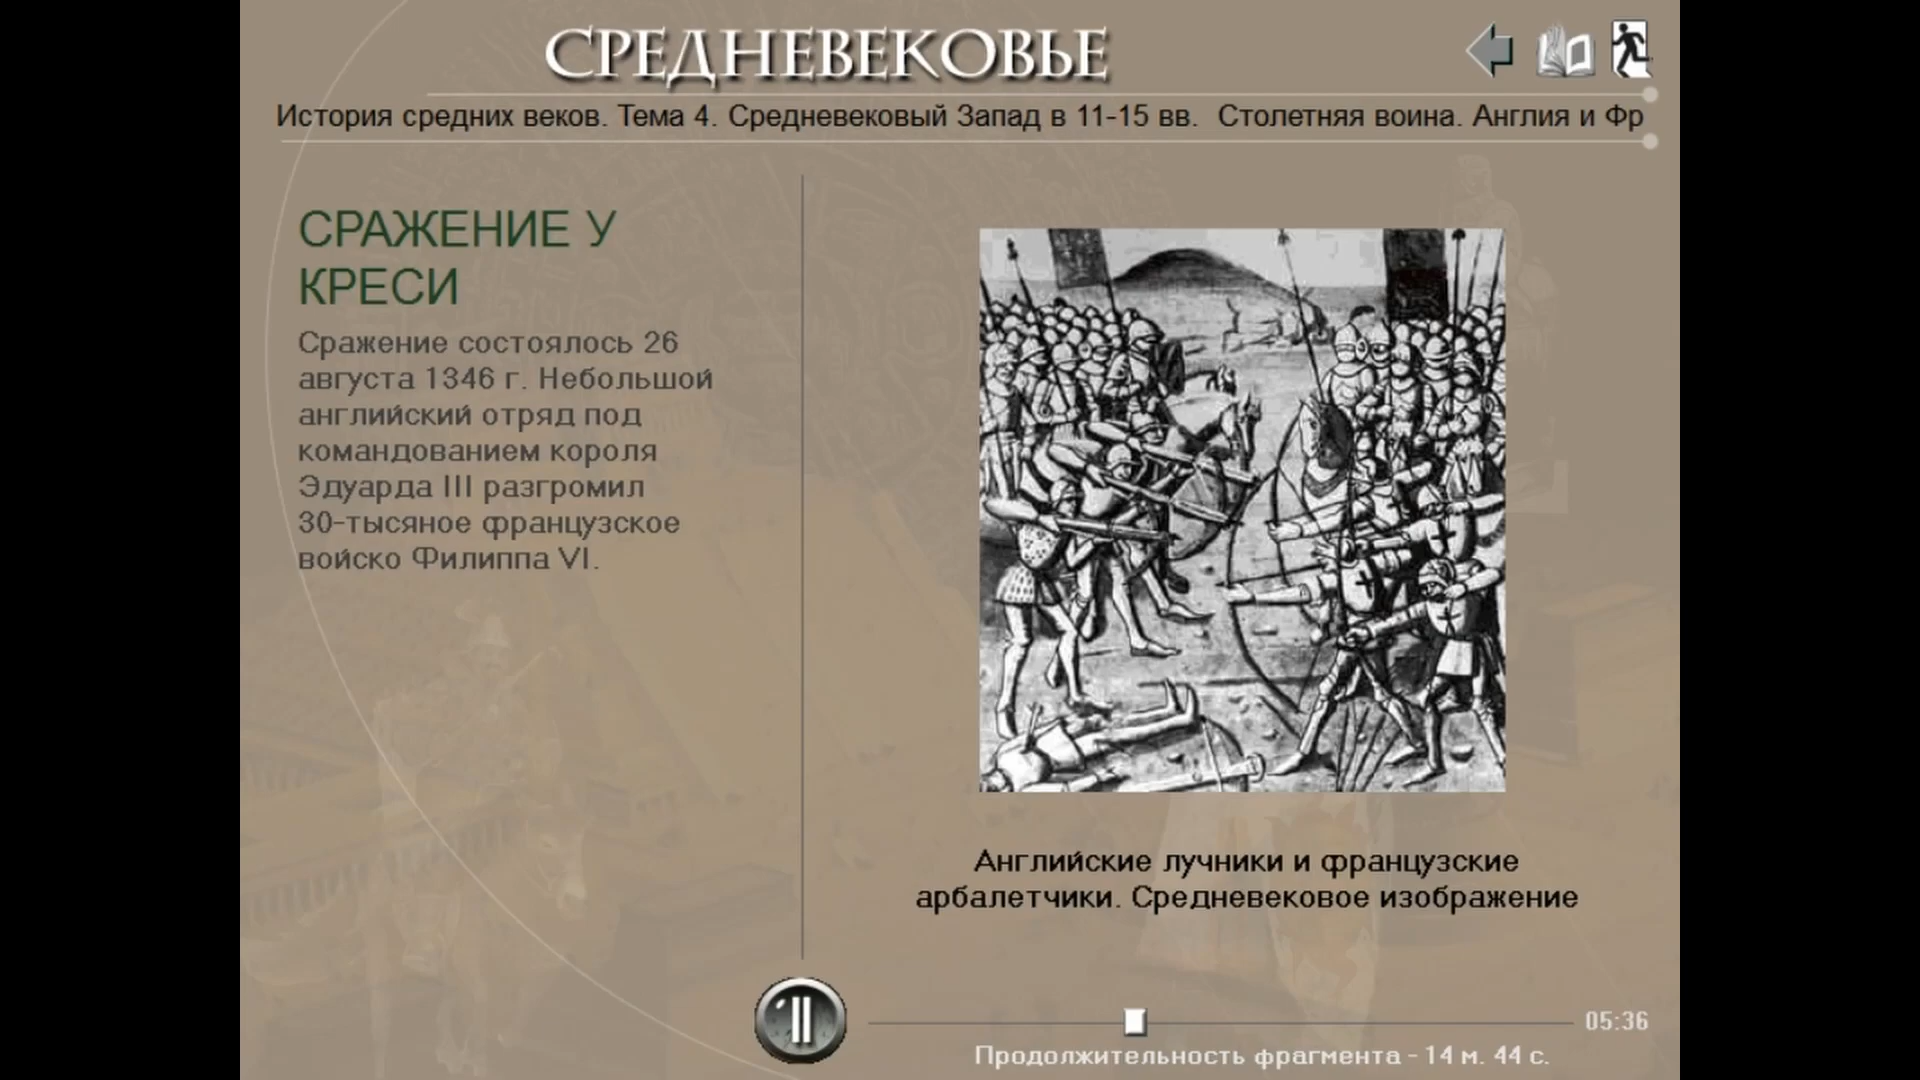 СРЕДНЕВЕКОВЬЕ
История средних веков. Тема 4. Средневековый Запад в 11-15 вв.  Столетняя воина. Англия и Фр
СРАЖЕНИЕ У
КРЕСИ
Сражение состоялось 26
августа 1346 г. Небольшой
английский отряд под
командованием короля
Эдуарда III разгромил
30-тысяное французское
войско Филиппа VI.
Английские лучники и французские
арбалетчики. Средневековое изображение
05:36
Продолжительность фрагмента - 14 м. 44 с.